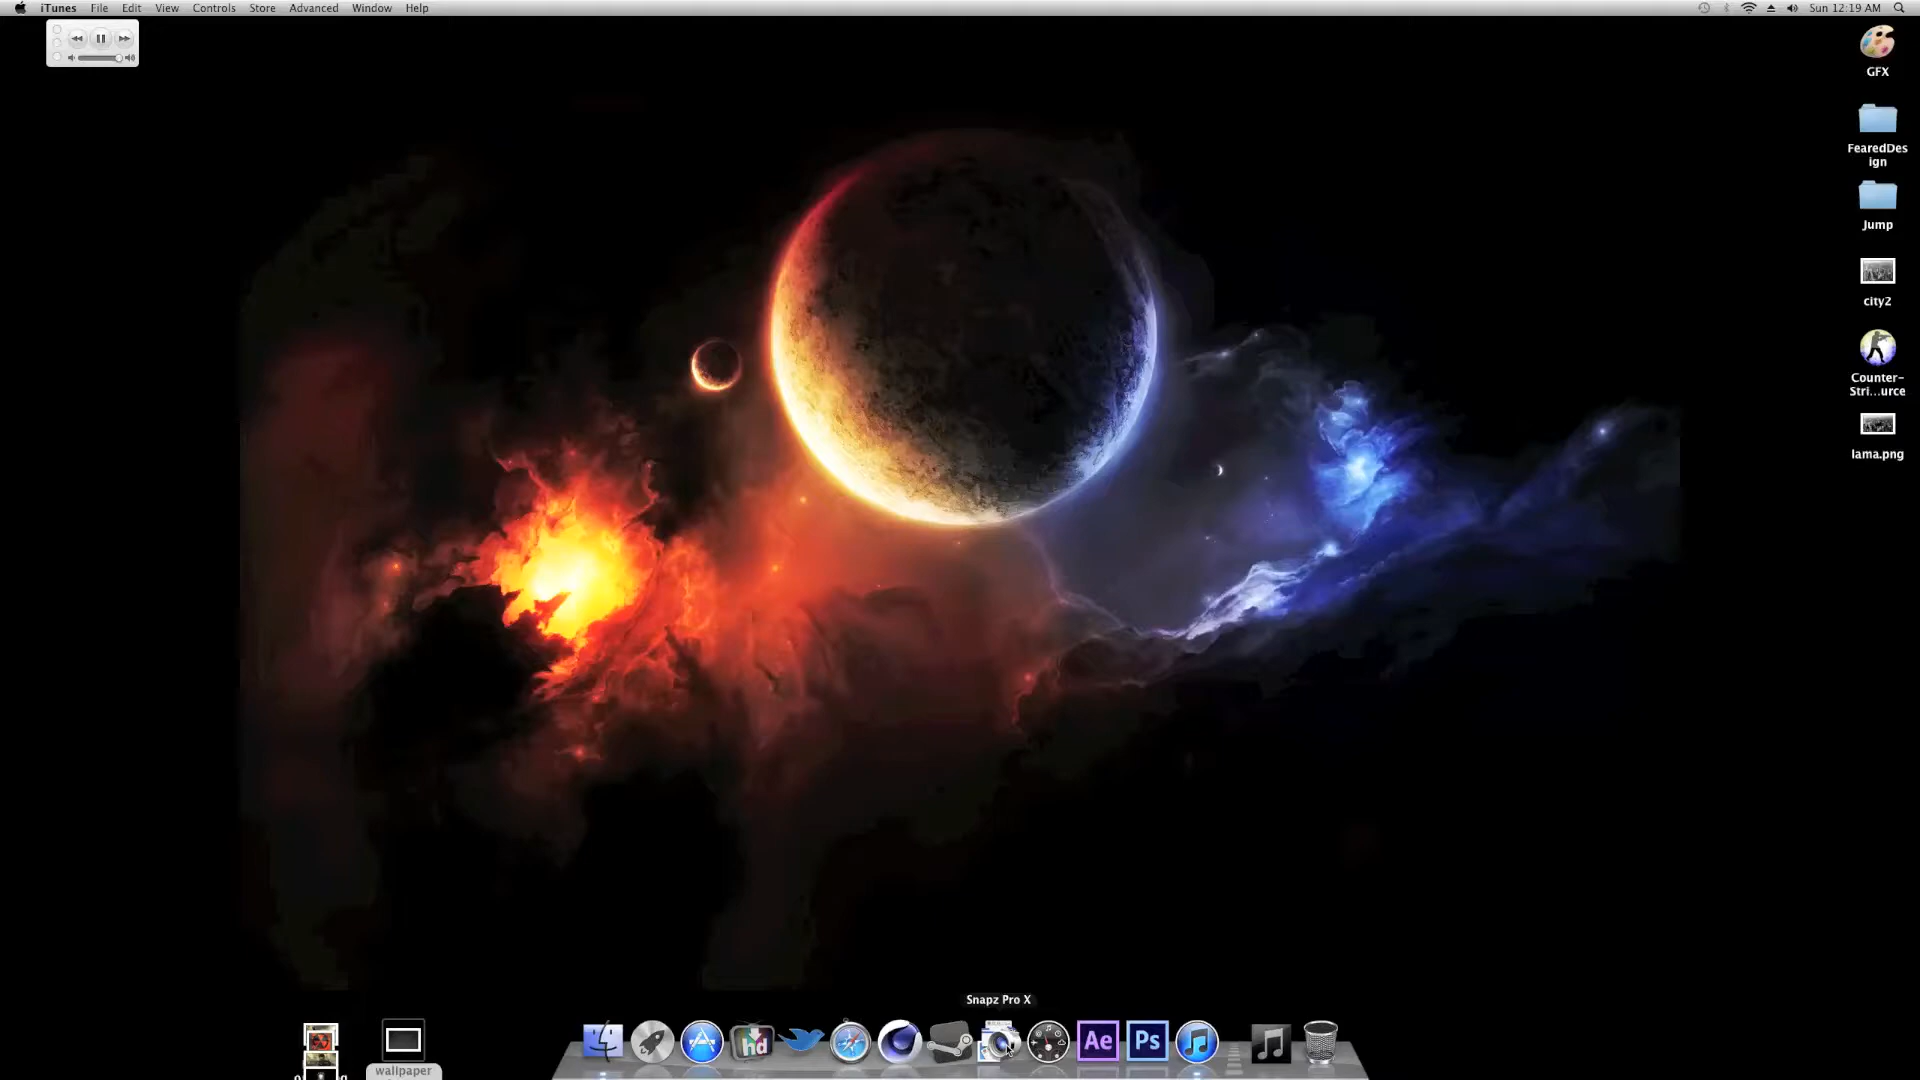 iTunes File Edit View Controls Store Advanced Window Help
Sun 12:19 AM
GFX
FearedDes
ign
Jump
city2
Counter-
Stri...urce
lama.png
Snapz Pro X
hd
Ae
Ps
wallpaper